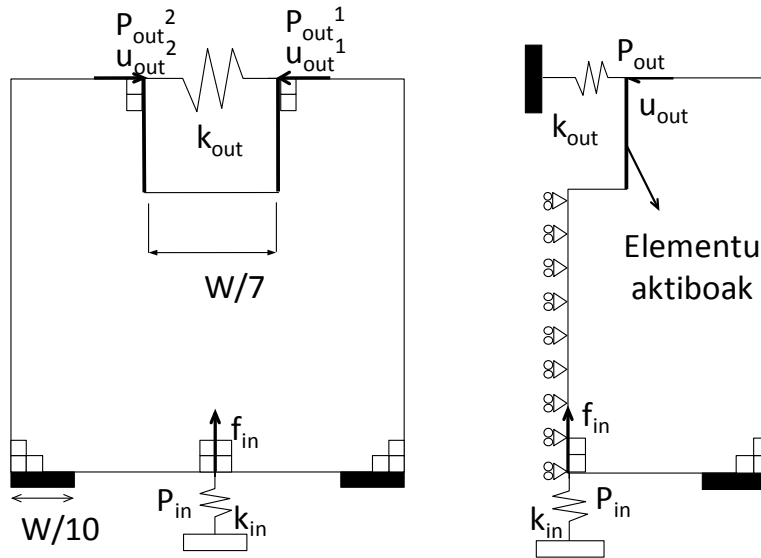 P_out^2 P_out^1
u_out^2 u_out^1
k_out
W/7
f_in
P_in
k_in
W/10
P_out
u_out
k_out
Elementu
aktiboak
f_in
P_in
k_in